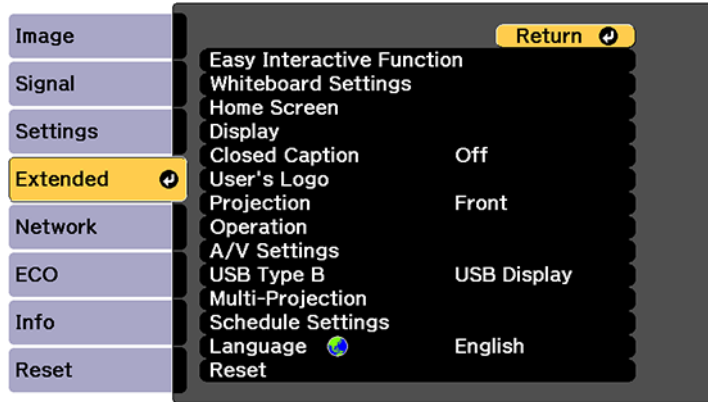 Image
Signal
Settings
Extended
Network
ECO
Info
Reset
Return
Easy Interactive Function
Whiteboard Settings
Home Screen
Display
Closed Caption Off
User's Logo
Projection Front
Operation
A/V Settings
USB Type B USB Display
Multi-Projection
Schedule Settings
Language English
Reset